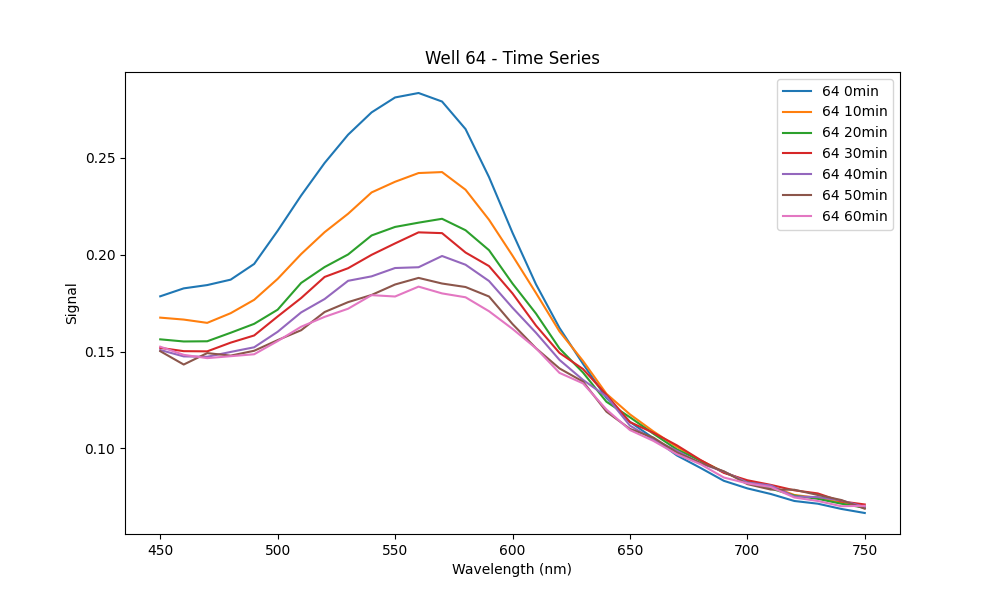 Well 64 - Time Series
64 0min
64 10min
64 20min
64 30min
64 40min
64 50min
64 60min
Signal
0.25
0.20
0.15
0.10
450 500 550 600 650 700 750
Wavelength (nm)